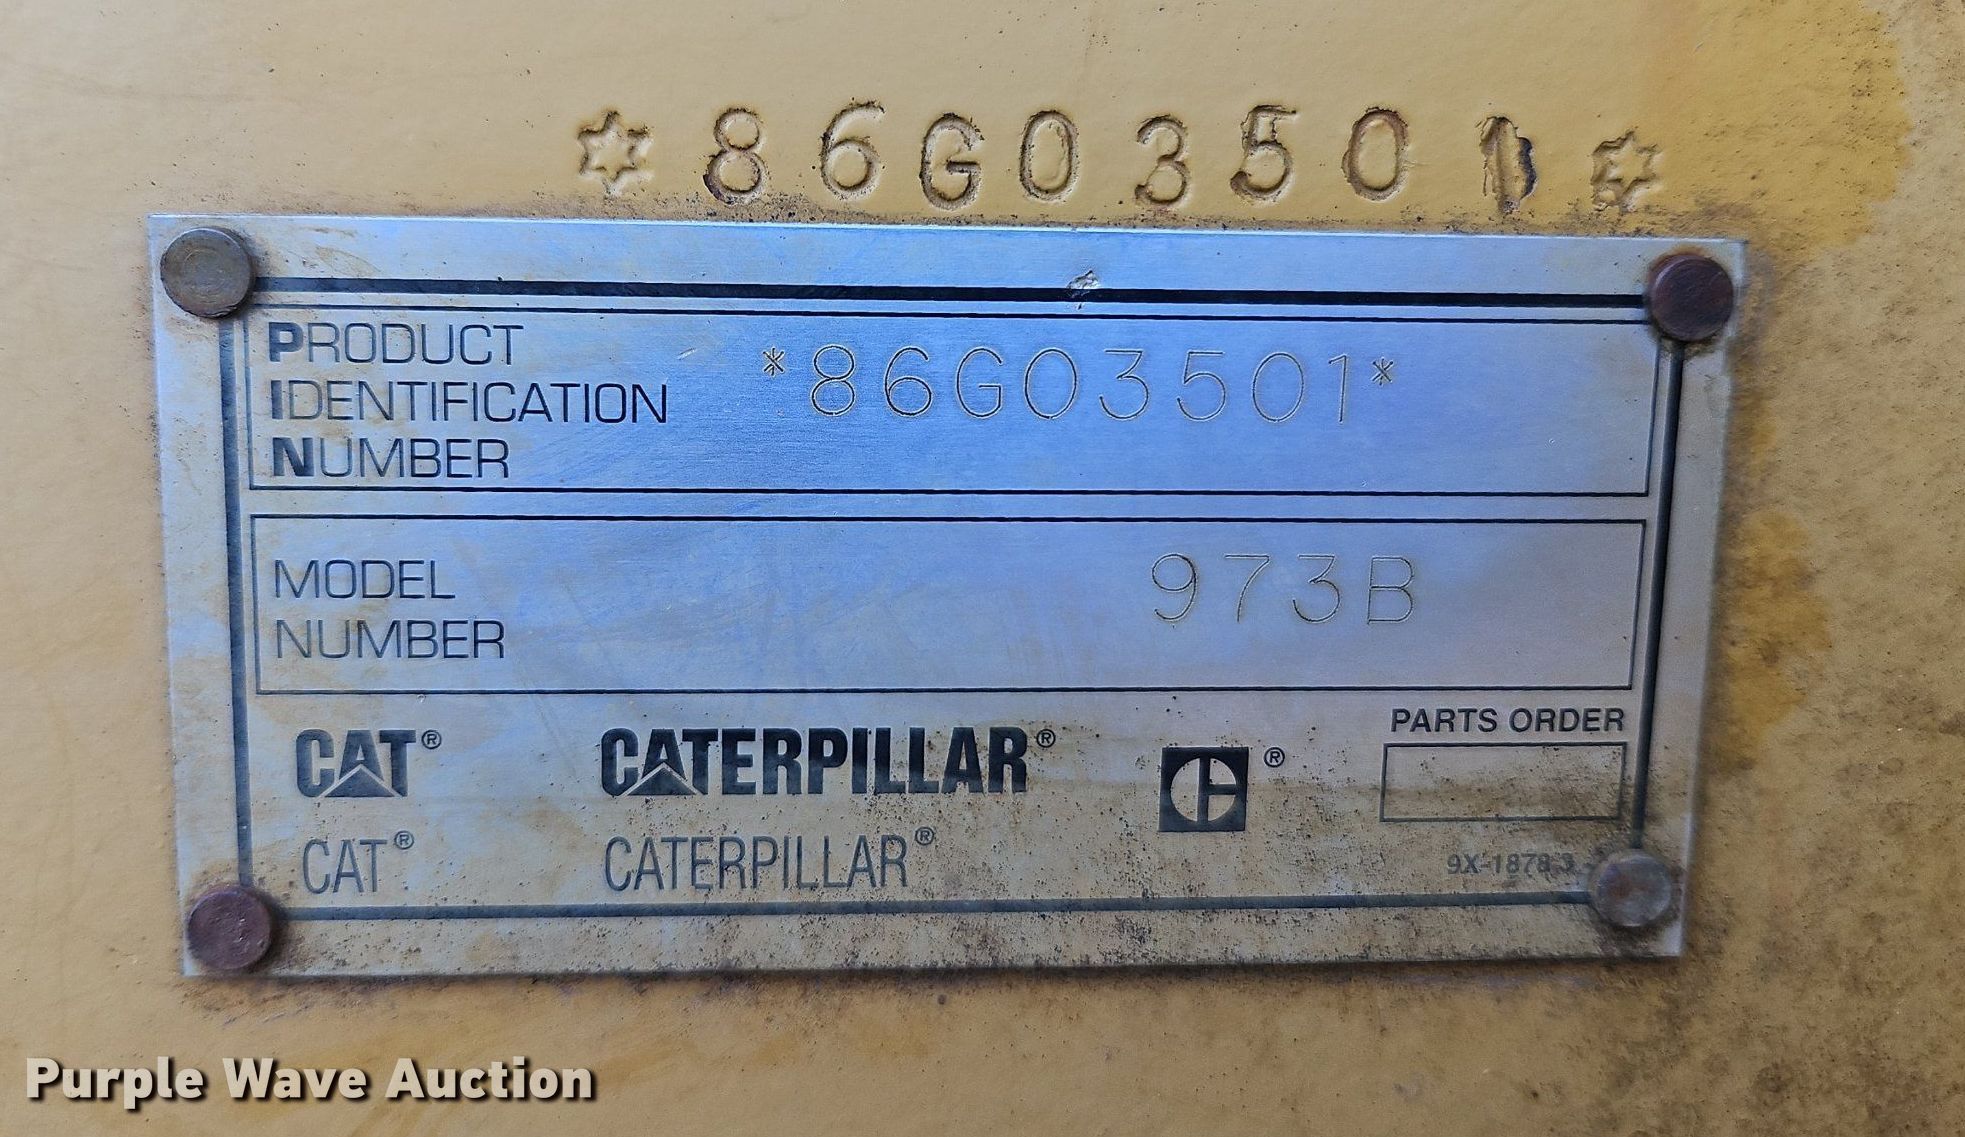 *86G03501*
PRODUCT
IDENTIFICATION
NUMBER
*86G03501*
MODEL
NUMBER
973B
CAT® CATERPILLAR® ®
PARTS ORDER
CAT® CATERPILLAR®
9X-1878 3
Purple Wave Auction